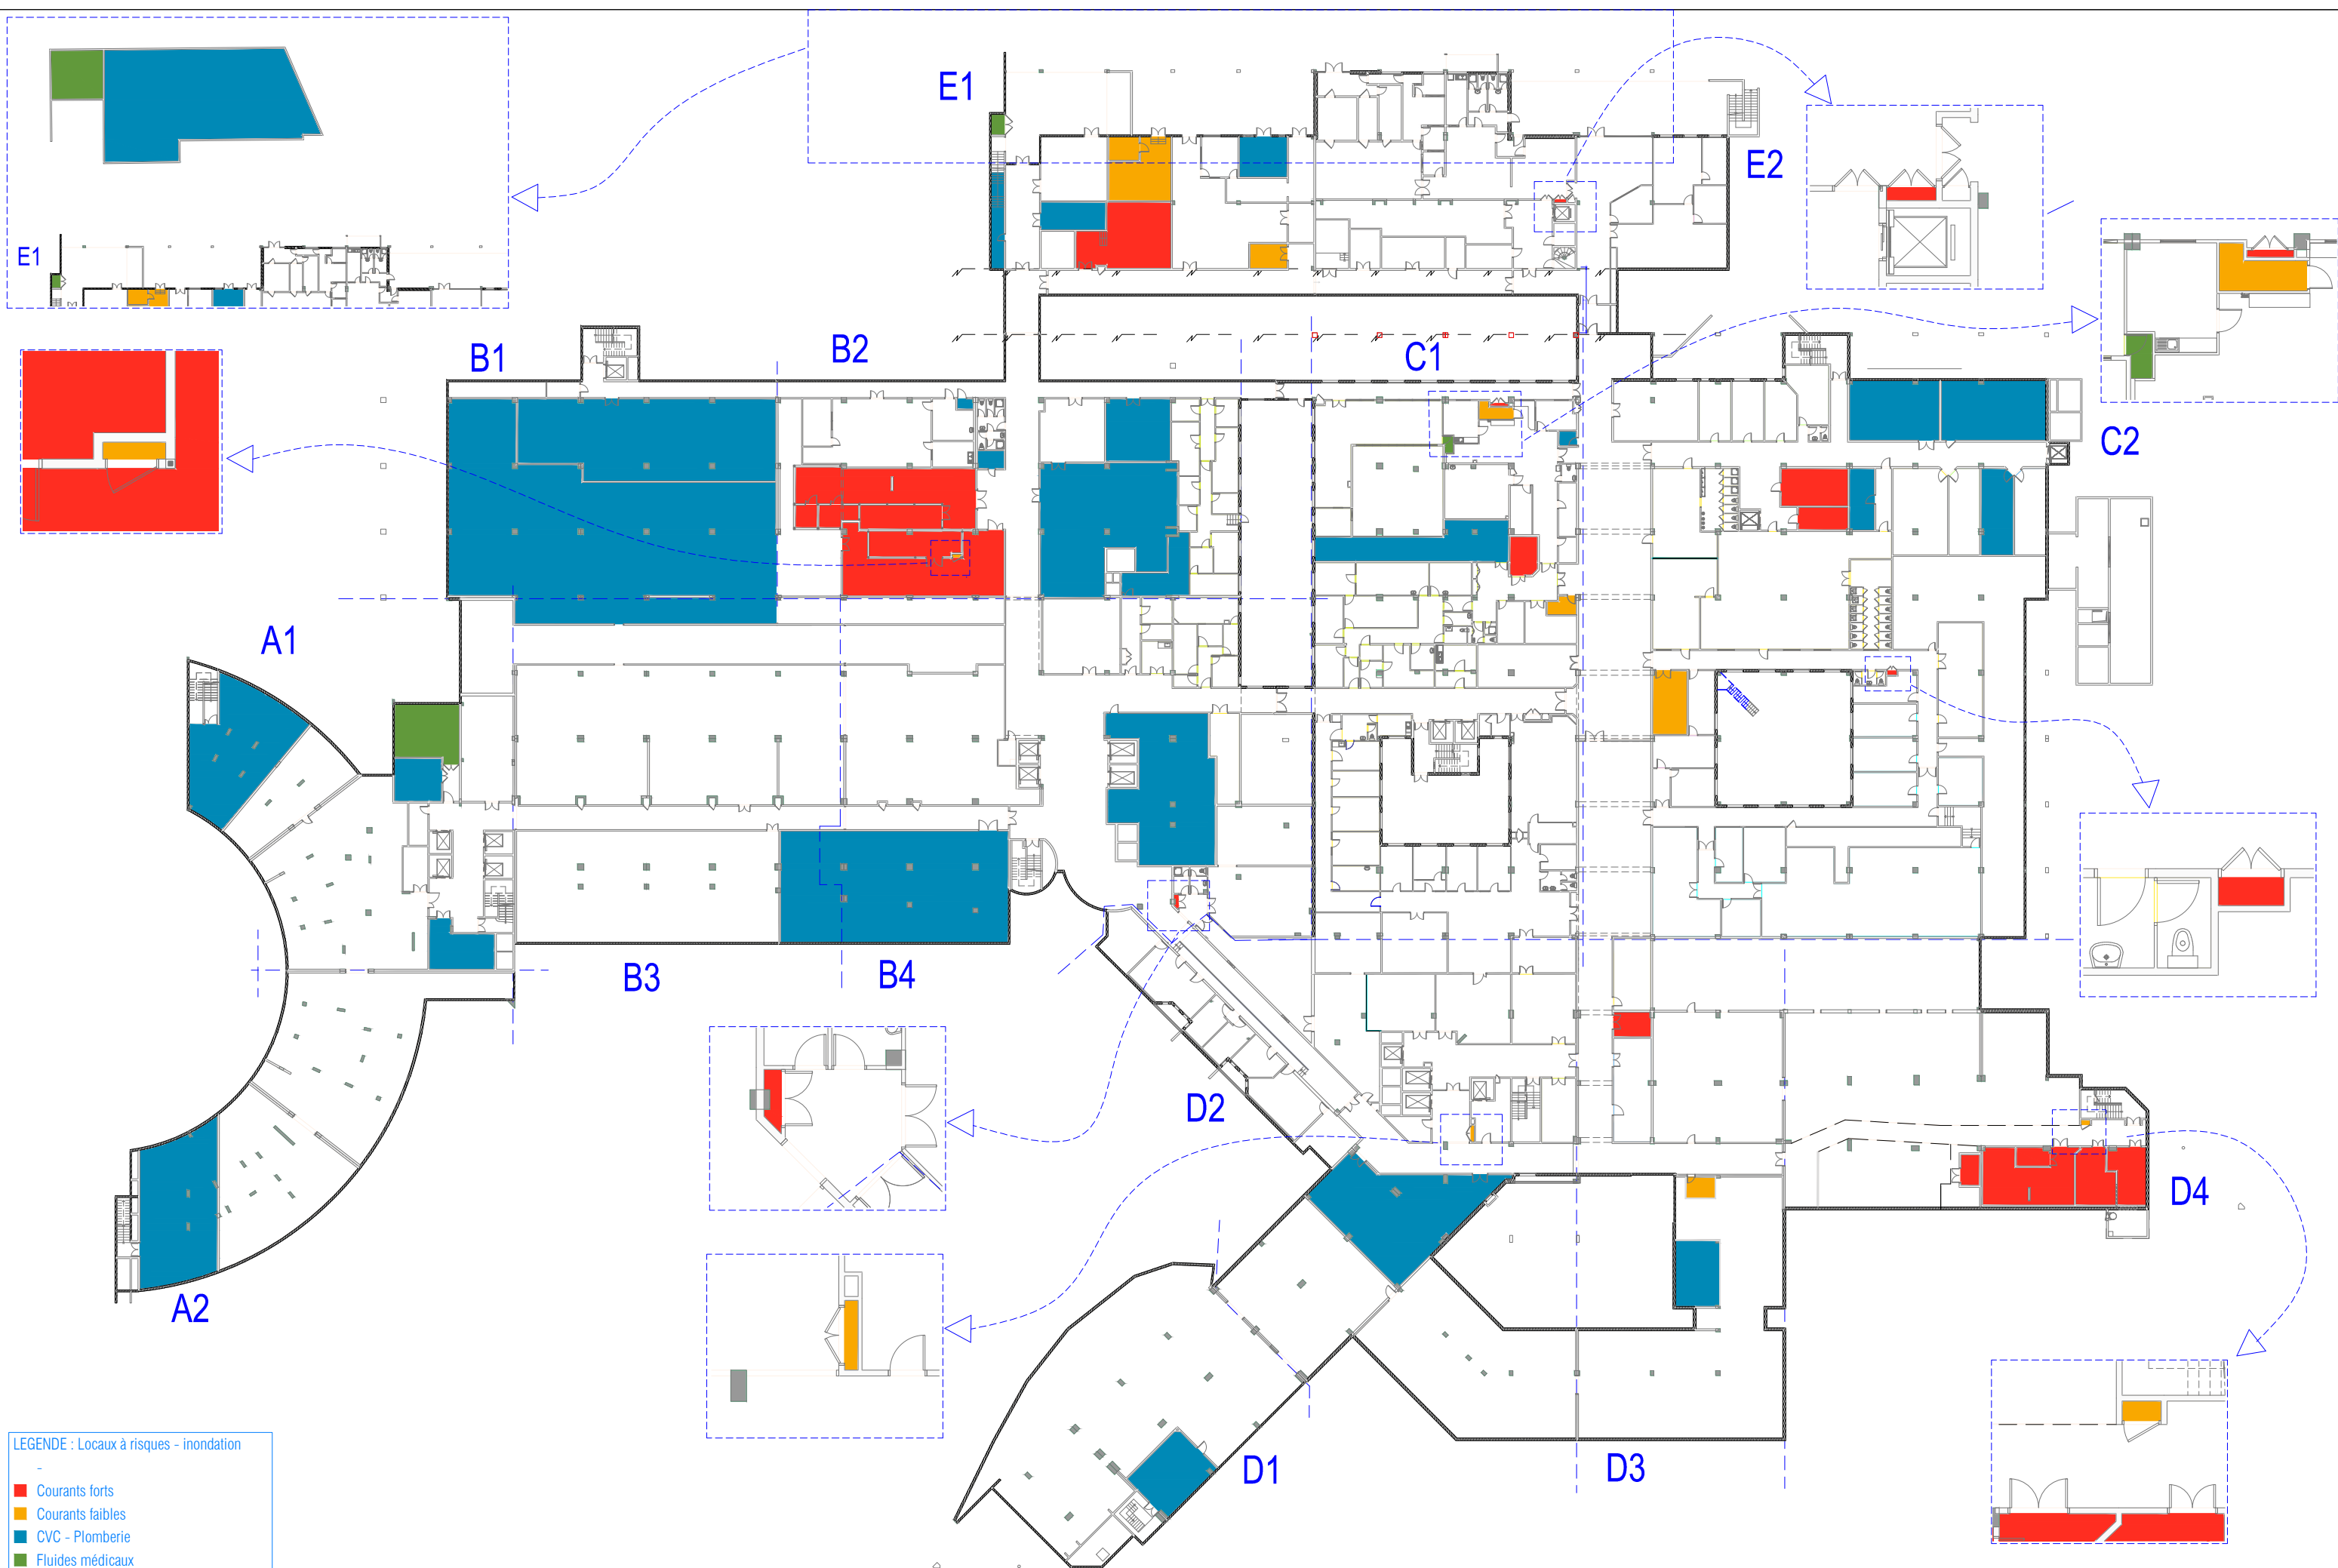 E1
E2
E1
B1
B2
C1
C2
A1
B3
B4
D2
D4
A2
D1
D3
LEGENDE : Locaux à risques - inondation
-
Courants forts
Courants faibles
CVC - Plomberie
Fluides médicaux